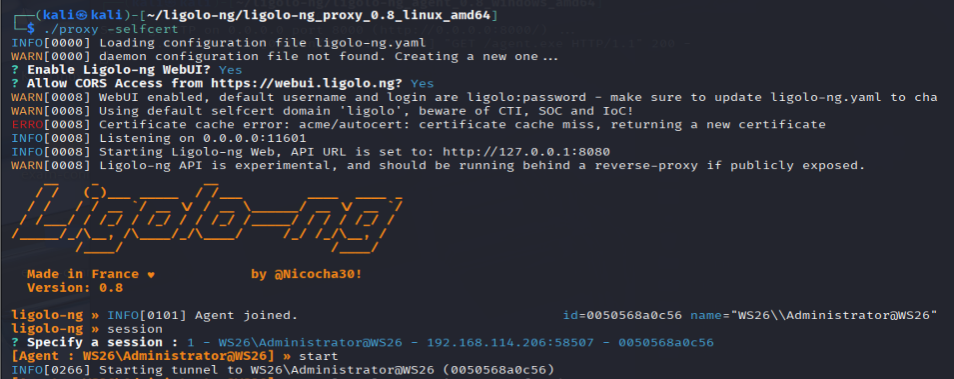 (kali㉿kali)-[~/ligolo-ng/ligolo-ng_proxy_0.8_linux_amd64]
$ ./proxy -selfcert
INFO[0000] Loading configuration file ligolo-ng.yaml
WARN[0000] daemon configuration file not found. Creating a new one...
? Enable Ligolo-ng WebUI? Yes
? Allow CORS Access from https://webui.ligolo.ng? Yes
WARN[0008] WebUI enabled, default username and login are ligolo:password - make sure to update ligolo-ng.yaml to cha
WARN[0008] Using default selfcert domain 'ligolo', beware of CTI, SOC and IoC!
ERRO[0008] Certificate cache error: acme/autocert: certificate cache miss, returning a new certificate
INFO[0008] Listening on 0.0.0.0:11601
INFO[0008] Starting Ligolo-ng Web, API URL is set to: http://127.0.0.1:8080
WARN[0008] Ligolo-ng API is experimental, and should be running behind a reverse-proxy if publicly exposed.
Ligolo-ng
Made in France ♥ by @Nicocha30!
Version: 0.8
ligolo-ng » INFO[0101] Agent joined. id=0050568a0c56 name="WS26\\Administrator@WS26"
ligolo-ng » session
? Specify a session : 1 - WS26\Administrator@WS26 - 192.168.114.206:58507 - 0050568a0c56
[Agent : WS26\Administrator@WS26] » start
INFO[0266] Starting tunnel to WS26\Administrator@WS26 (0050568a0c56)